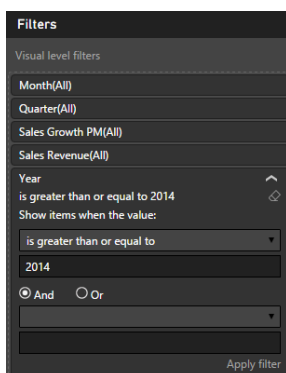 Filters
Visual level filters
Month(All)
Quarter(All)
Sales Growth PM(All)
Sales Revenue(All)
Year
is greater than or equal to 2014
Show items when the value:
is greater than or equal to
2014
And Or
Apply filter